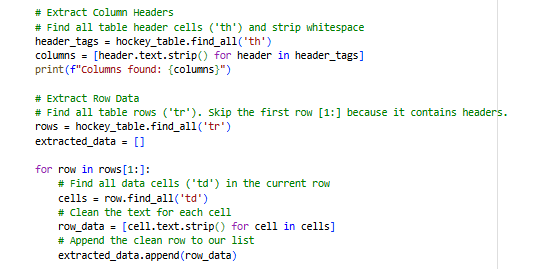 # Extract Column Headers
# Find all table header cells ('th') and strip whitespace
header_tags = hockey_table.find_all('th')
columns = [header.text.strip() for header in header_tags]
print(f"Columns found: {columns}")

# Extract Row Data
# Find all table rows ('tr'). Skip the first row [1:] because it contains headers.
rows = hockey_table.find_all('tr')
extracted_data = []

for row in rows[1:]:
    # Find all data cells ('td') in the current row
    cells = row.find_all('td')
    # Clean the text for each cell
    row_data = [cell.text.strip() for cell in cells]
    # Append the clean row to our list
    extracted_data.append(row_data)